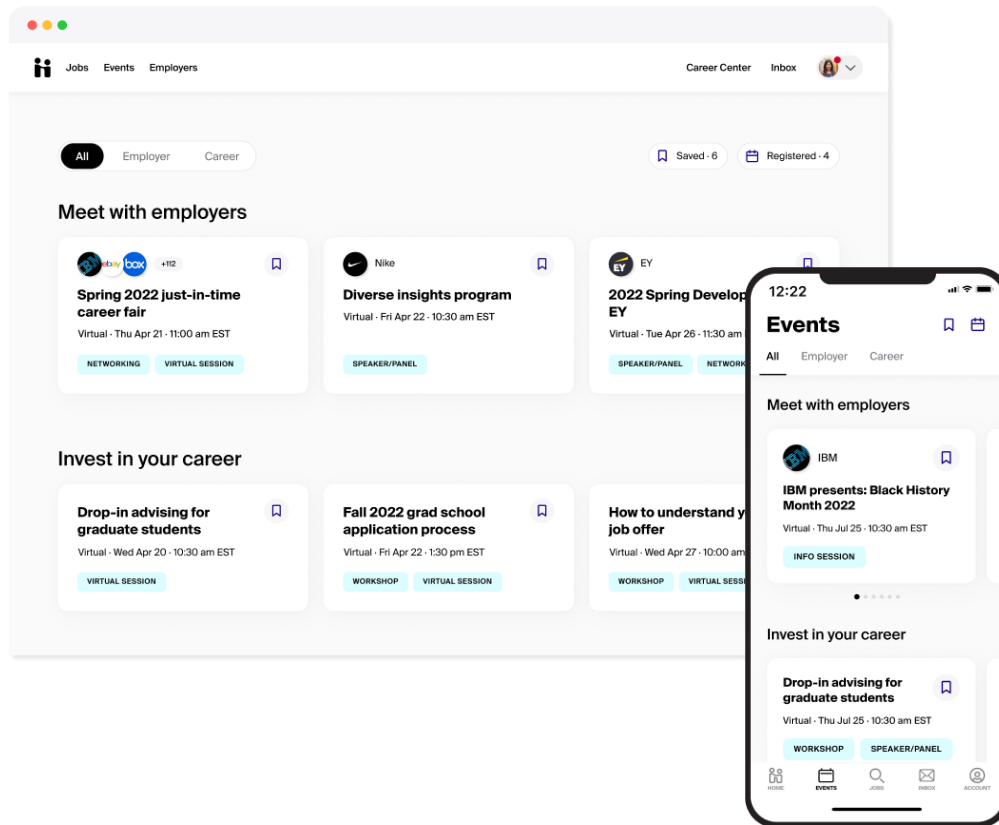 Jobs Events Employers
Career Center Inbox
All Employer Career
Saved · 6 Registered · 4
Meet with employers
IBM ebay box +112
Spring 2022 just-in-time
career fair
Virtual · Thu Apr 21 · 11:00 am EST
NETWORKING VIRTUAL SESSION
Nike
Diverse insights program
Virtual · Fri Apr 22 · 10:30 am EST
SPEAKER/PANEL
EY EY
2022 Spring Develop
EY
Virtual · Tue Apr 26 · 11:30 am
SPEAKER/PANEL NETWORK
Invest in your career
Drop-in advising for
graduate students
Virtual · Wed Apr 20 · 10:30 am EST
VIRTUAL SESSION
Fall 2022 grad school
application process
Virtual · Fri Apr 22 · 1:30 pm EST
WORKSHOP VIRTUAL SESSION
How to understand y
job offer
Virtual · Wed Apr 27 · 10:00 am
WORKSHOP VIRTUAL SESSI
12:22
Events
All Employer Career
Meet with employers
IBM IBM
IBM presents: Black History
Month 2022
Virtual · Thu Jul 25 · 10:30 am EST
INFO SESSION
Invest in your career
Drop-in advising for
graduate students
Virtual · Thu Jul 25 · 10:30 am EST
WORKSHOP SPEAKER/PANEL
HOME EVENTS JOBS INBOX ACCOUNT